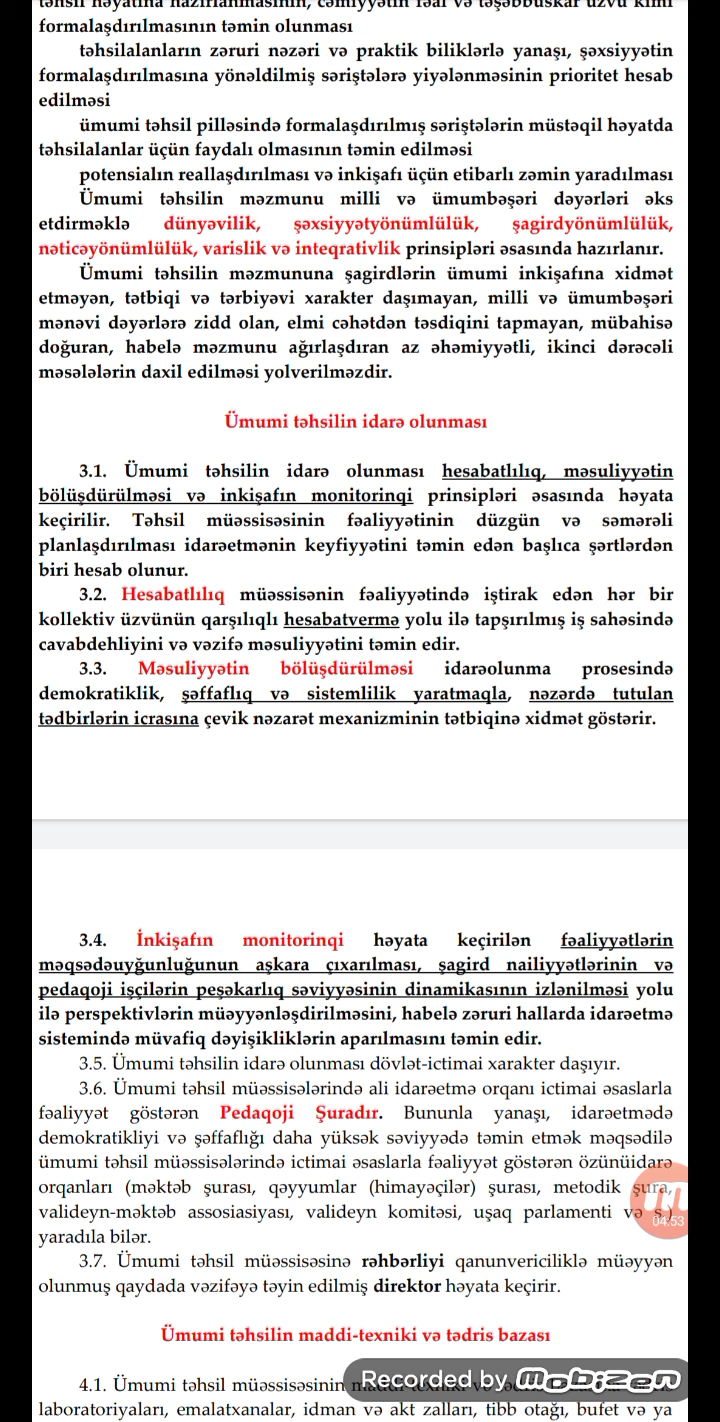 təhsil həyatına hazırlanmasının, cəmiyyətin fəal və təşəbbüskar üzvü kimi
formalaşdırılmasının təmin olunması
təhsilalanların zəruri nəzəri və praktik biliklərlə yanaşı, şəxsiyyətin
formalaşdırılmasına yönəldilmiş səriştələrə yiyələnməsinin prioritet hesab
edilməsi
ümumi təhsil pilləsində formalaşdırılmış səriştələrin müstəqil həyatda
təhsilalanlar üçün faydalı olmasının təmin edilməsi
potensialın reallaşdırılması və inkişafı üçün etibarlı zəmin yaradılması
Ümumi təhsilin məzmunu milli və ümumbəşəri dəyərləri əks
etdirməklə dünyəvilik, şəxsiyyətyönümlülük, şagirdyönümlülük,
nəticəyönümlülük, varislik və inteqrativlik prinsipləri əsasında hazırlanır.
Ümumi təhsilin məzmununa şagirdlərin ümumi inkişafına xidmət
etməyən, tətbiqi və tərbiyəvi xarakter daşımayan, milli və ümumbəşəri
mənəvi dəyərlərə zidd olan, elmi cəhətdən təsdiqini tapmayan, mübahisə
doğuran, habelə məzmunu ağırlaşdıran az əhəmiyyətli, ikinci dərəcəli
məsələlərin daxil edilməsi yolverilməzdir.
Ümumi təhsilin idarə olunması
3.1. Ümumi təhsilin idarə olunması hesabatlılıq, məsuliyyətin
bölüşdürülməsi və inkişafın monitorinqi prinsipləri əsasında həyata
keçirilir. Təhsil müəssisəsinin fəaliyyətinin düzgün və səmərəli
planlaşdırılması idarəetmənin keyfiyyətini təmin edən başlıca şərtlərdən
biri hesab olunur.
3.2. Hesabatlılıq müəssisənin fəaliyyətində iştirak edən hər bir
kollektiv üzvünün qarşılıqlı hesabatvermə yolu ilə tapşırılmış iş sahəsində
cavabdehliyini və vəzifə məsuliyyətini təmin edir.
3.3. Məsuliyyətin bölüşdürülməsi idarəolunma prosesində
demokratiklik, şəffaflıq və sistemlilik yaratmaqla, nəzərdə tutulan
tədbirlərin icrasına çevik nəzarət mexanizminin tətbiqinə xidmət göstərir.
3.4. İnkişafın monitorinqi həyata keçirilən fəaliyyətlərin
məqsədəuyğunluğunun aşkara çıxarılması, şagird nailiyyətlərinin və
pedaqoji işçilərin peşəkarlıq səviyyəsinin dinamikasının izlənilməsi yolu
ilə perspektivlərin müəyyənləşdirilməsini, habelə zəruri hallarda idarəetmə
sistemində müvafiq dəyişikliklərin aparılmasını təmin edir.
3.5. Ümumi təhsilin idarə olunması dövlət-ictimai xarakter daşıyır.
3.6. Ümumi təhsil müəssisələrində ali idarəetmə orqanı ictimai əsaslarla
fəaliyyət göstərən Pedaqoji Şuradır. Bununla yanaşı, idarəetmədə
demokratikliyi və şəffaflığı daha yüksək səviyyədə təmin etmək məqsədilə
ümumi təhsil müəssisələrində ictimai əsaslarla fəaliyyət göstərən özünüidarə
orqanları (məktəb şurası, qəyyumlar (himayəçilər) şurası, metodik şura,
valideyn-məktəb assosiasiyası, valideyn komitəsi, uşaq parlamenti və s.)
04:53
yaradıla bilər.
3.7. Ümumi təhsil müəssisəsinə rəhbərliyi qanunvericiliklə müəyyən
olunmuş qaydada vəzifəyə təyin edilmiş direktor həyata keçirir.
Ümumi təhsilin maddi-texniki və tədris bazası
4.1. Ümumi təhsil müəssisəsinin
Recorded by Mobizen
laboratoriyaları, emalatxanalar, idman və akt zalları, tibb otağı, bufet və ya